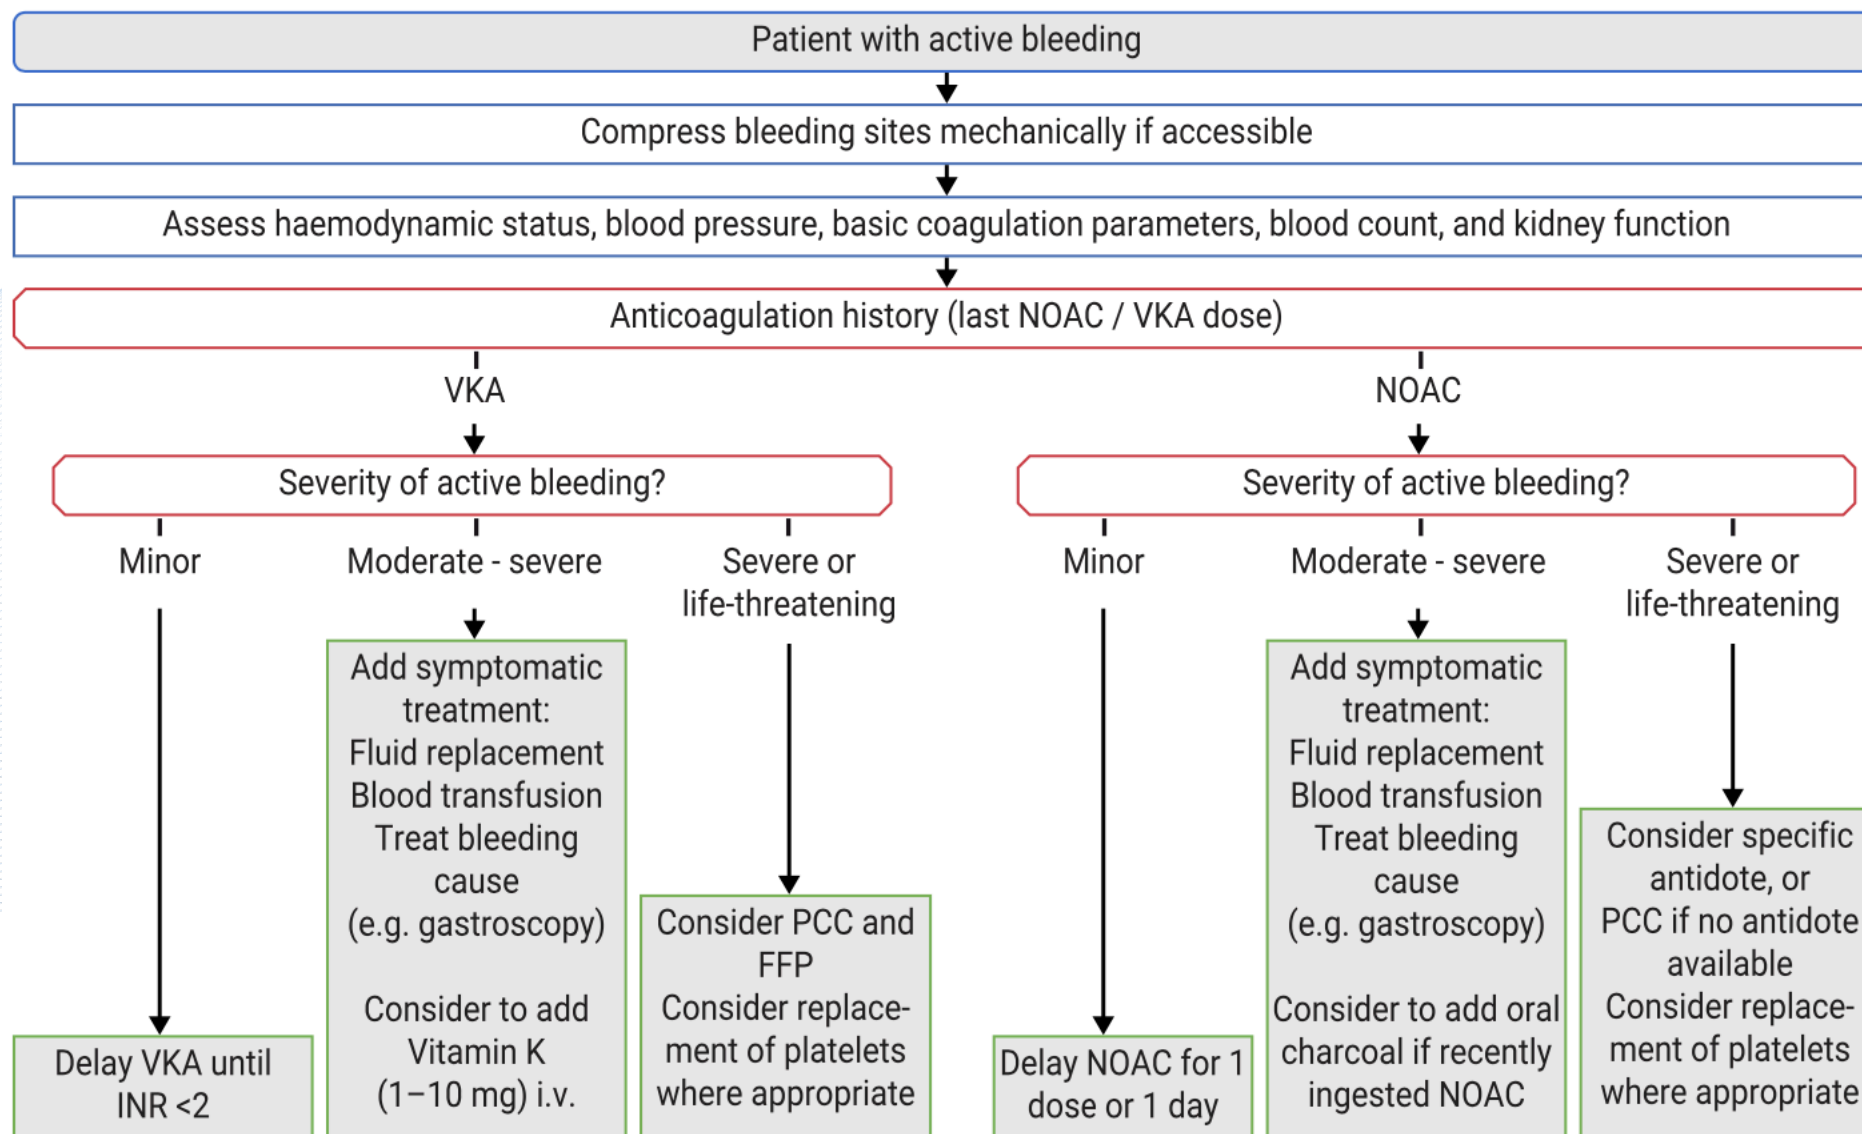 Patient with active bleeding
Compress bleeding sites mechanically if accessible
Assess haemodynamic status, blood pressure, basic coagulation parameters, blood count, and kidney function
Anticoagulation history (last NOAC / VKA dose)
VKA
Severity of active bleeding?
Minor
Delay VKA until
INR <2
Moderate - severe
Add symptomatic
treatment:
Fluid replacement
Blood transfusion
Treat bleeding
cause
(e.g. gastroscopy)
Consider to add
Vitamin K
(1–10 mg) i.v.
Severe or
life-threatening
Consider PCC and
FFP
Consider replace-
ment of platelets
where appropriate
NOAC
Severity of active bleeding?
Minor
Delay NOAC for 1
dose or 1 day
Moderate - severe
Add symptomatic
treatment:
Fluid replacement
Blood transfusion
Treat bleeding
cause
(e.g. gastroscopy)
Consider to add oral
charcoal if recently
ingested NOAC
Severe or
life-threatening
Consider specific
antidote, or
PCC if no antidote
available
Consider replace-
ment of platelets
where appropriate